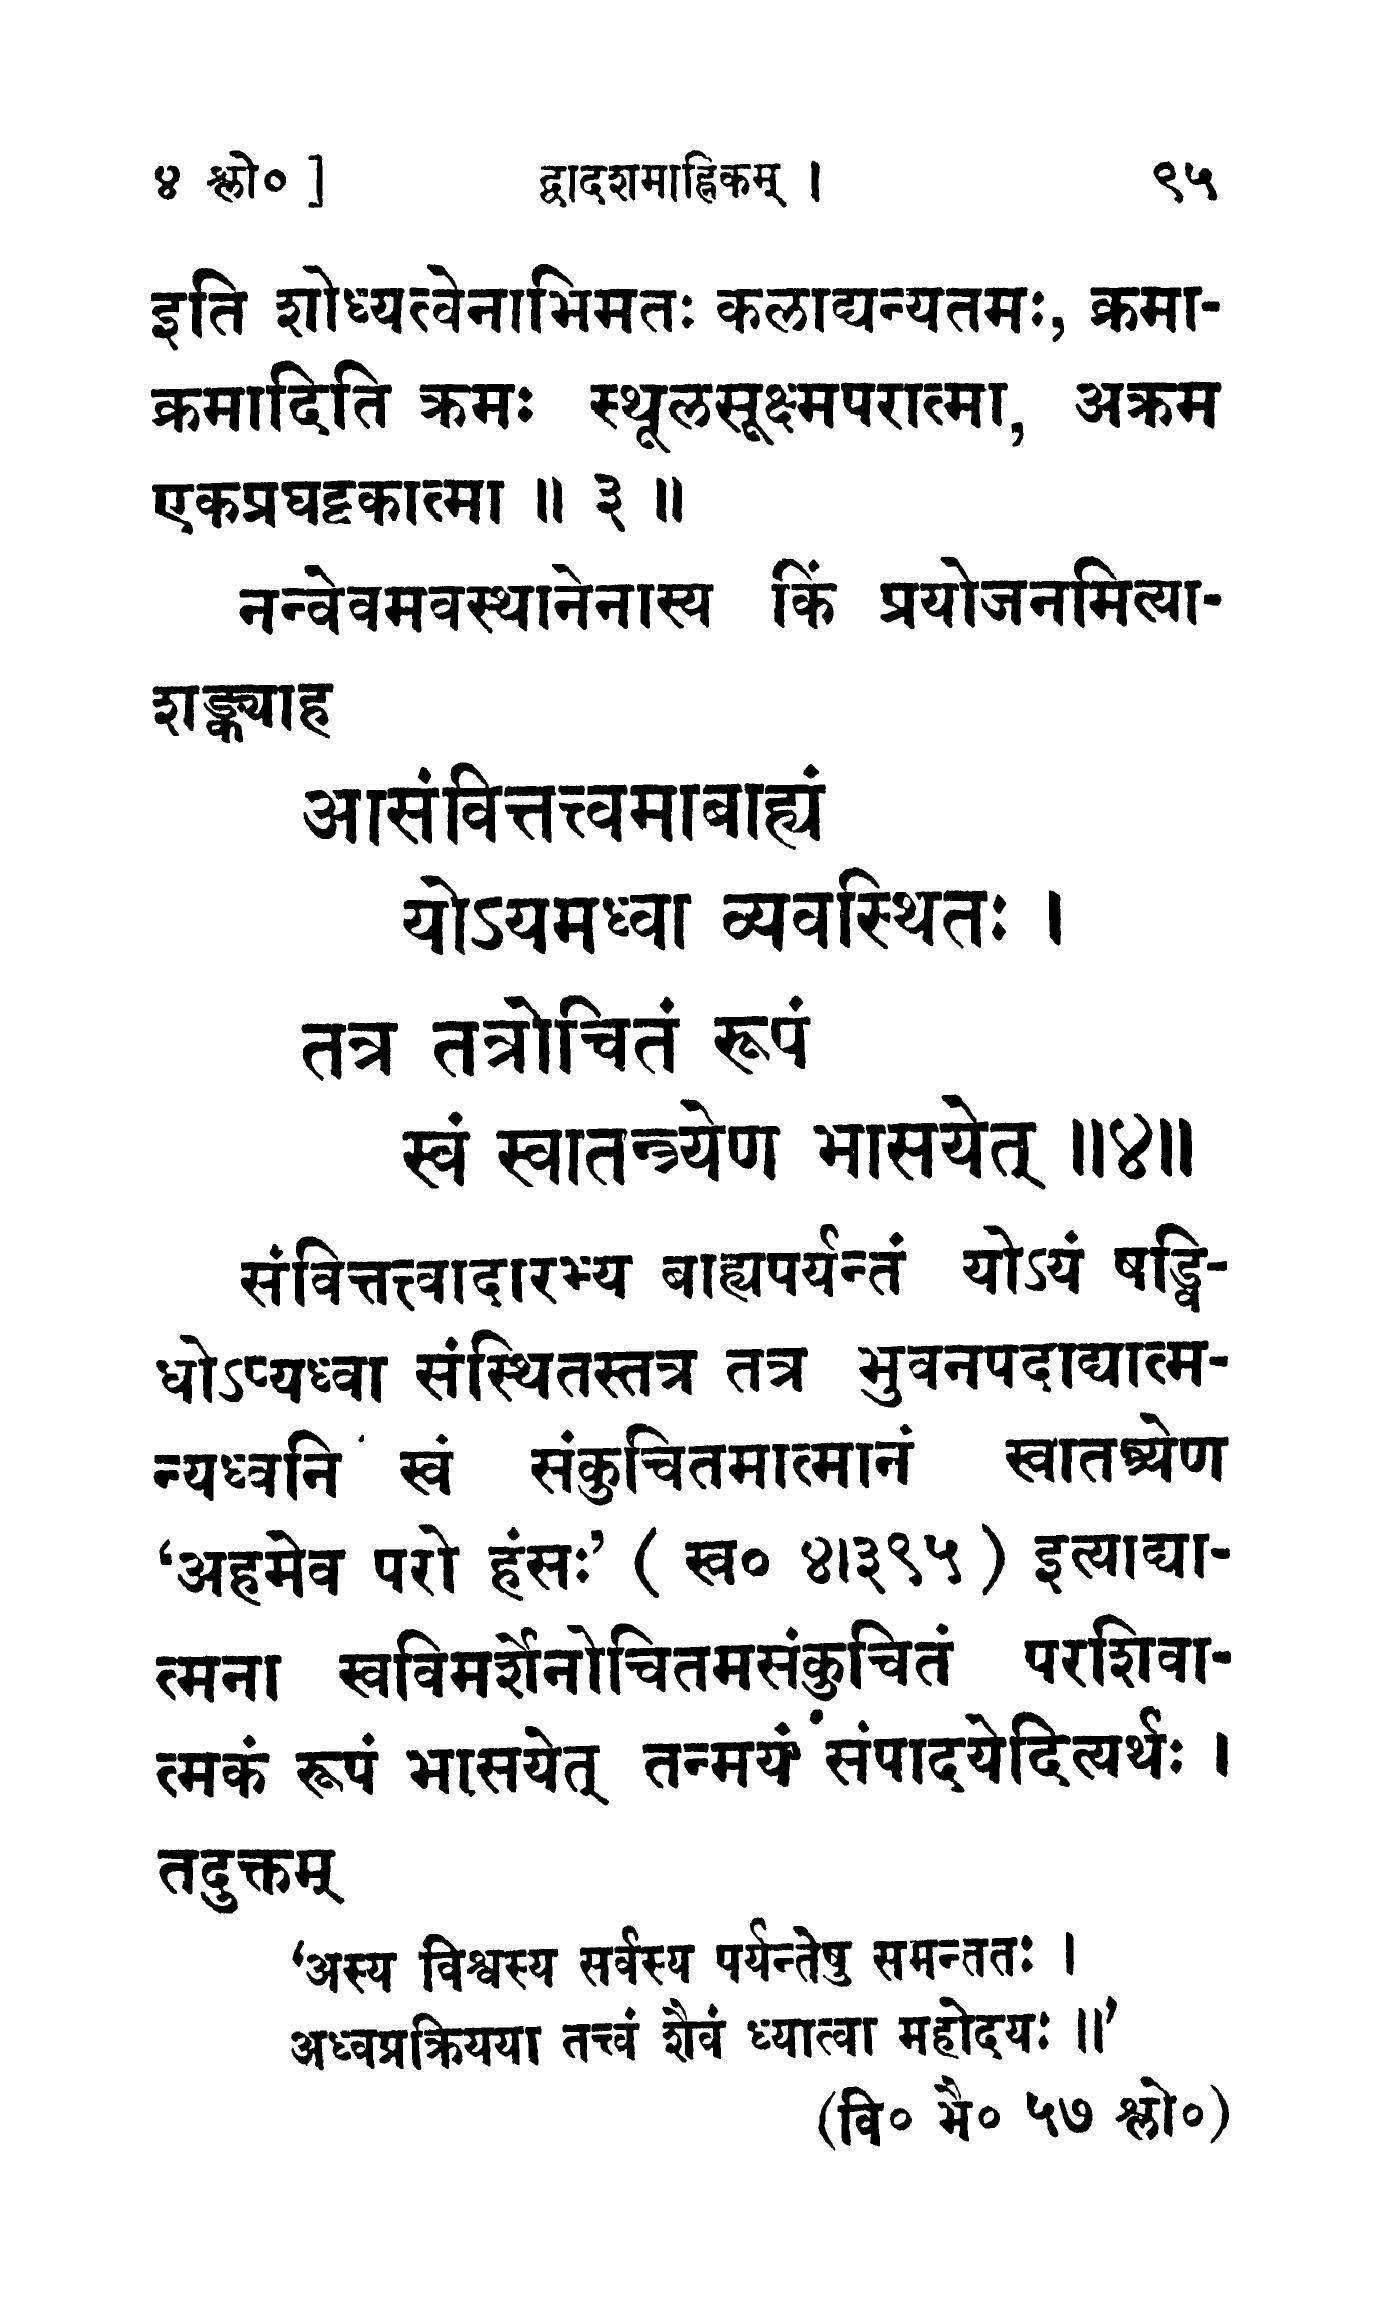 ४ श्लो० ] द्वादशमाह्निकम् । ९५
इति शोध्यत्वेनाभिमतः कलाद्यन्यतमः, क्रमा-
क्रमादिति क्रमः स्थूलसूक्ष्मपरात्मा, अक्रम
एकप्रघट्टकात्मा ॥ ३ ॥
नन्वेवमवस्थानेनास्य किं प्रयोजनमित्या-
शङ्क्याह
आसंवित्तत्त्वमाबाह्यं
योऽयमध्वा व्यवस्थितः ।
तत्र तत्रोचितं रूपं
स्वं स्वातन्त्र्येण भासयेत् ॥४॥
संवित्तत्त्वादारभ्य बाह्यपर्यन्तं योऽयं षड्वि-
धोऽप्यध्वा संस्थितस्तत्र तत्र भुवनपदाद्यात्म-
न्यध्वनि स्वं संकुचितमात्मानं स्वातन्त्र्येण
‘अहमेव परो हंसः’ ( स्व० ४।३९५ ) इत्याद्या-
त्मना स्वविमर्शेनोचितमसंकुचितं परशिवा-
त्मकं रूपं भासयेत् तन्मयं संपादयेदित्यर्थः ।
तदुक्तम्
‘अस्य विश्वस्य सर्वस्य पर्यन्तेषु समन्ततः ।
अध्वप्रक्रियया तत्त्वं शैवं ध्यात्वा महोदयः ॥’
(वि० भै० ५७ श्लो०)